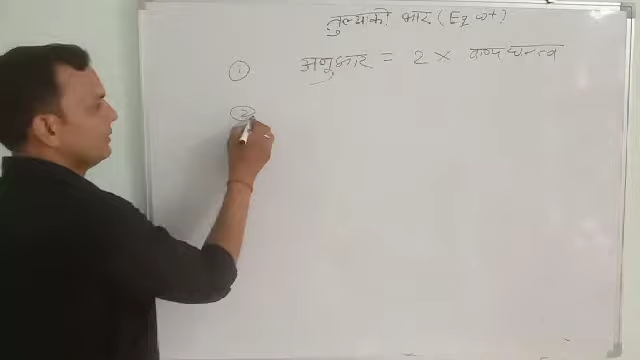 तुल्यांकी भार (Eq wt)
① अणुभार = 2 × वाष्प घनत्व
②